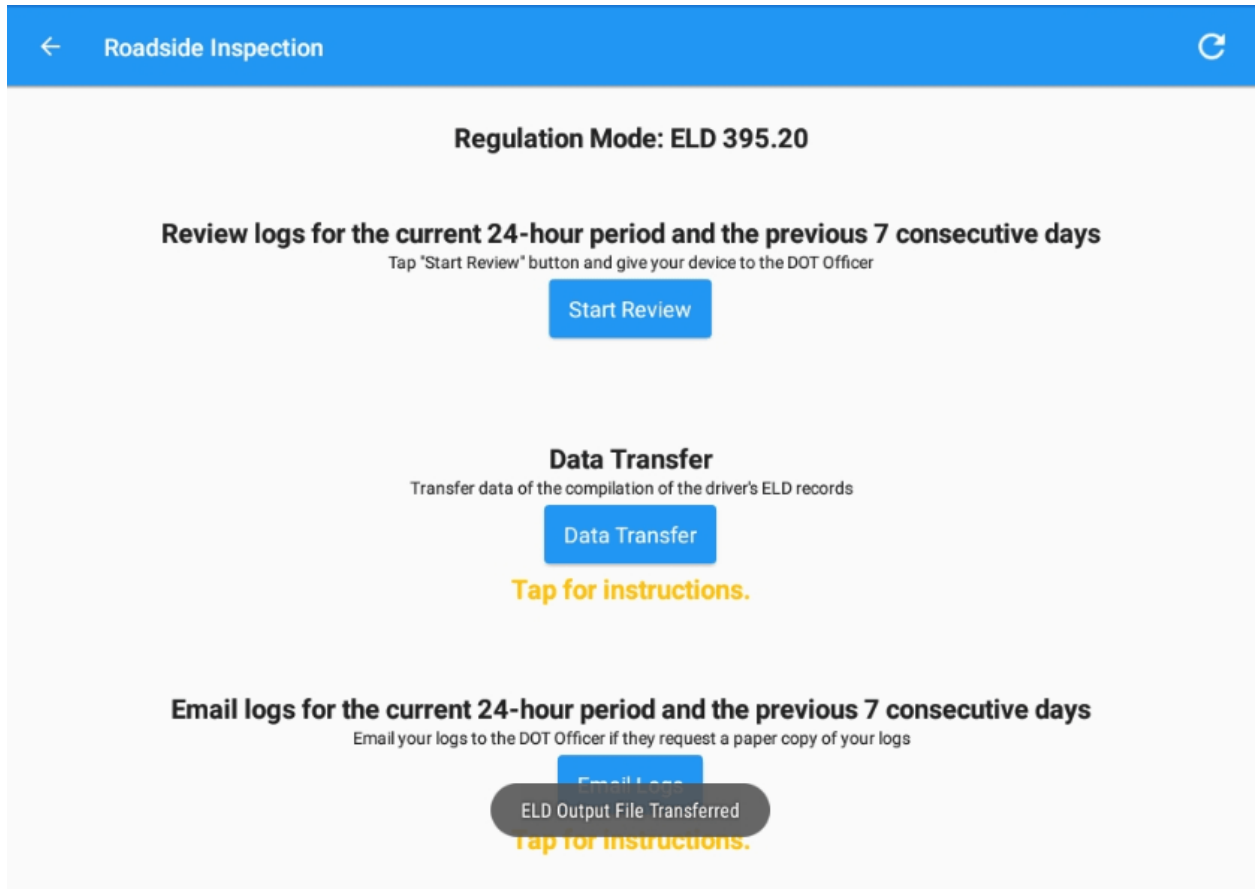 Roadside Inspection
Regulation Mode: ELD 395.20
Review logs for the current 24-hour period and the previous 7 consecutive days
Tap "Start Review" button and give your device to the DOT Officer
Start Review
Data Transfer
Transfer data of the compilation of the driver's ELD records
Data Transfer
Tap for instructions.
Email logs for the current 24-hour period and the previous 7 consecutive days
Email your logs to the DOT Officer if they request a paper copy of your logs
Email Logs
ELD Output File Transferred
Tap for instructions.